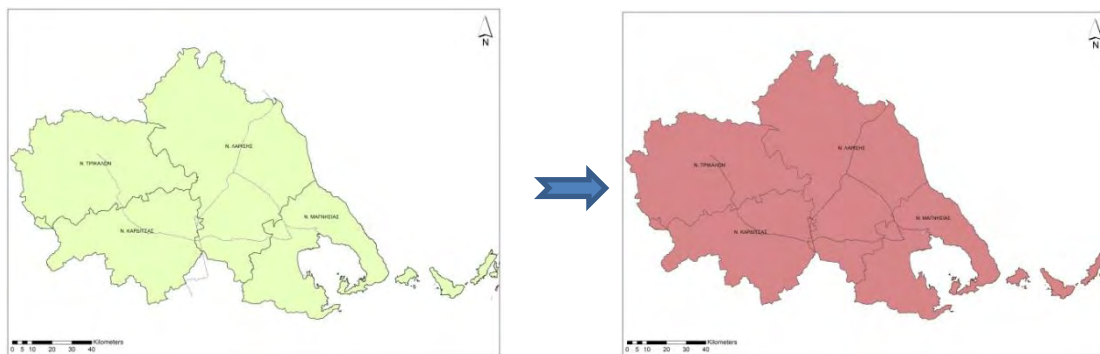 N
Ν. ΛΑΡΙΣΗΣ
Ν. ΤΡΙΚΑΛΩΝ
Ν. ΜΑΓΝΗΣΙΑΣ
Ν. ΚΑΡΔΙΤΣΑΣ
Kilometers
0 5 10 20 30 40
N
Ν. ΛΑΡΙΣΗΣ
Ν. ΤΡΙΚΑΛΩΝ
Ν. ΜΑΓΝΗΣΙΑΣ
Ν. ΚΑΡΔΙΤΣΑΣ
Kilometers
0 5 10 20 30 40